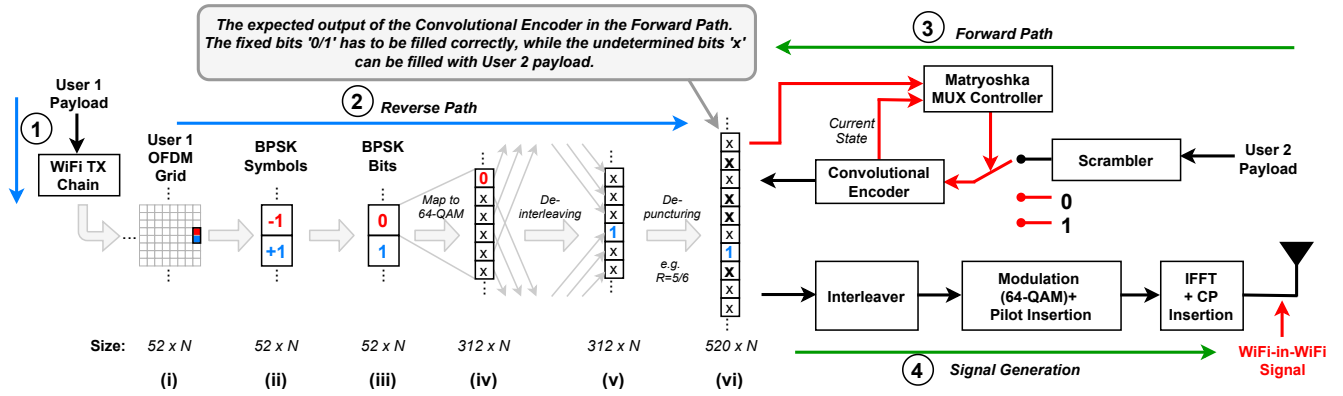 The expected output of the Convolutional Encoder in the Forward Path.
The fixed bits '0/1' has to be filled correctly, while the undetermined bits 'x'
can be filled with User 2 payload.
1
User 1
Payload
WiFi TX
Chain
2
Reverse Path
User 1
OFDM
Grid
...
BPSK
Symbols
-1
+1
BPSK
Bits
0
1
Map to
64-QAM
0
x
x
x
x
x
De-
interleaving
x
x
x
1
x
x
De-
puncturing
e.g.
R=5/6
x
x
x
x
x
x
1
x
x
x
3
Forward Path
Matryoshka
MUX Controller
Current
State
Convolutional
Encoder
Scrambler
User 2
Payload
0
1
Interleaver
Modulation
(64-QAM)+
Pilot Insertion
IFFT
+ CP
Insertion
WiFi-in-WiFi
Signal
4
Signal Generation
Size:
52 x N
52 x N
52 x N
312 x N
312 x N
520 x N
(i)
(ii)
(iii)
(iv)
(v)
(vi)